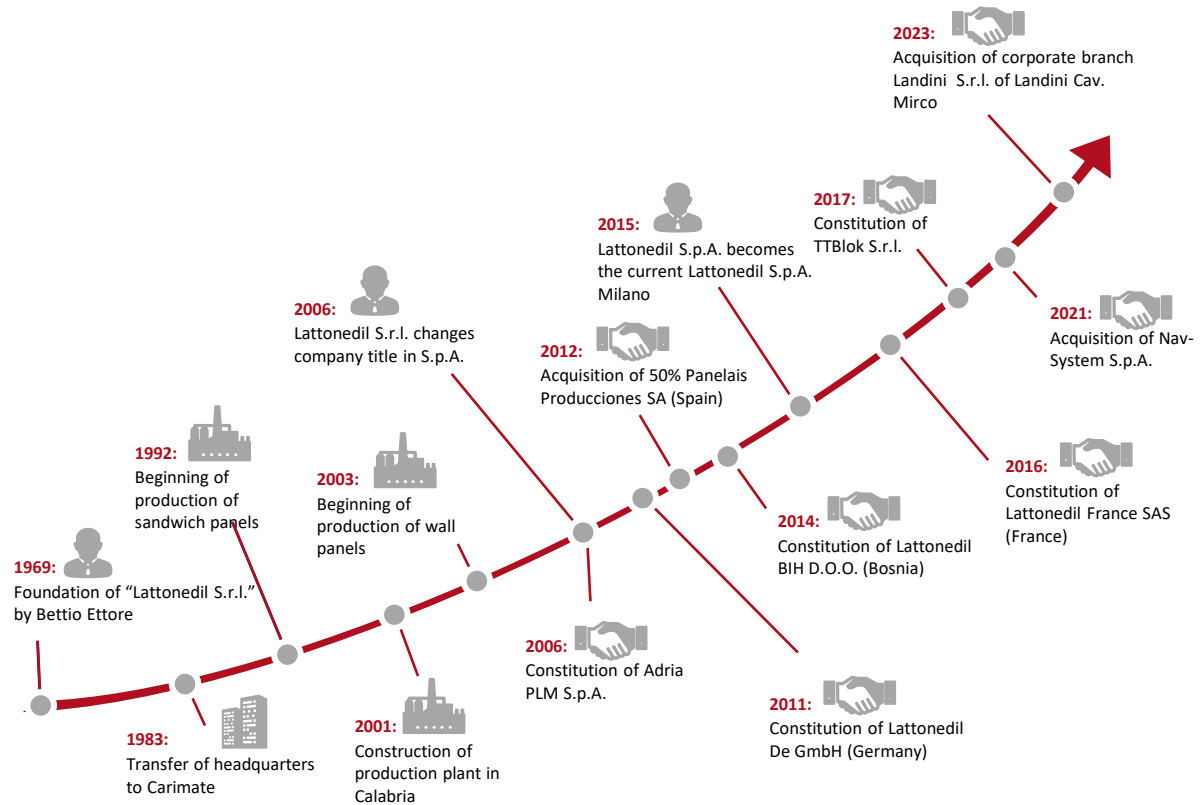 1969:
Foundation of “Lattonedil S.r.l.”
by Bettio Ettore
1983:
Transfer of headquarters
to Carimate
1992:
Beginning of
production of
sandwich panels
2001:
Construction of
production plant in
Calabria
2003:
Beginning of
production of wall
panels
2006:
Lattonedil S.r.l. changes
company title in S.p.A.
2006:
Constitution of Adria
PLM S.p.A.
2011:
Constitution of Lattonedil
De GmbH (Germany)
2012:
Acquisition of 50% Panelais
Producciones SA (Spain)
2014:
Constitution of Lattonedil
BIH D.O.O. (Bosnia)
2015:
Lattonedil S.p.A. becomes
the current Lattonedil S.p.A.
Milano
2016:
Constitution of
Lattonedil France SAS
(France)
2017:
Constitution of
TTBlok S.r.l.
2021:
Acquisition of Nav-
System S.p.A.
2023:
Acquisition of corporate branch
Landini S.r.l. of Landini Cav.
Mirco